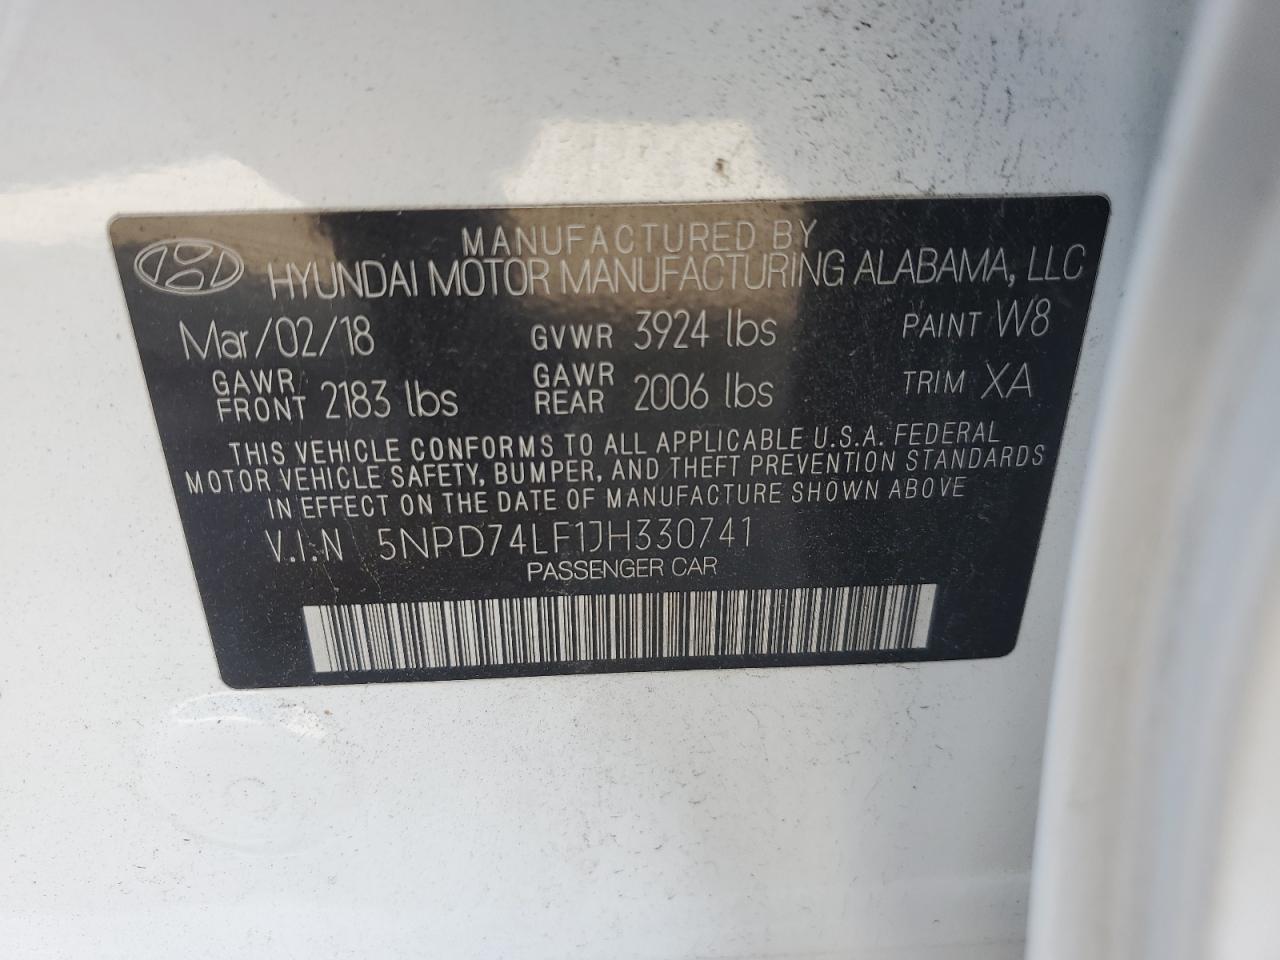 MANUFACTURED BY
HYUNDAI MOTOR MANUFACTURING ALABAMA, LLC
Mar/02/18 GVWR 3924 lbs PAINT W8
GAWR FRONT 2183 lbs GAWR REAR 2006 lbs TRIM XA
THIS VEHICLE CONFORMS TO ALL APPLICABLE U.S.A. FEDERAL
MOTOR VEHICLE SAFETY, BUMPER, AND THEFT PREVENTION STANDARDS
IN EFFECT ON THE DATE OF MANUFACTURE SHOWN ABOVE
V.I.N 5NPD74LF1JH330741
PASSENGER CAR